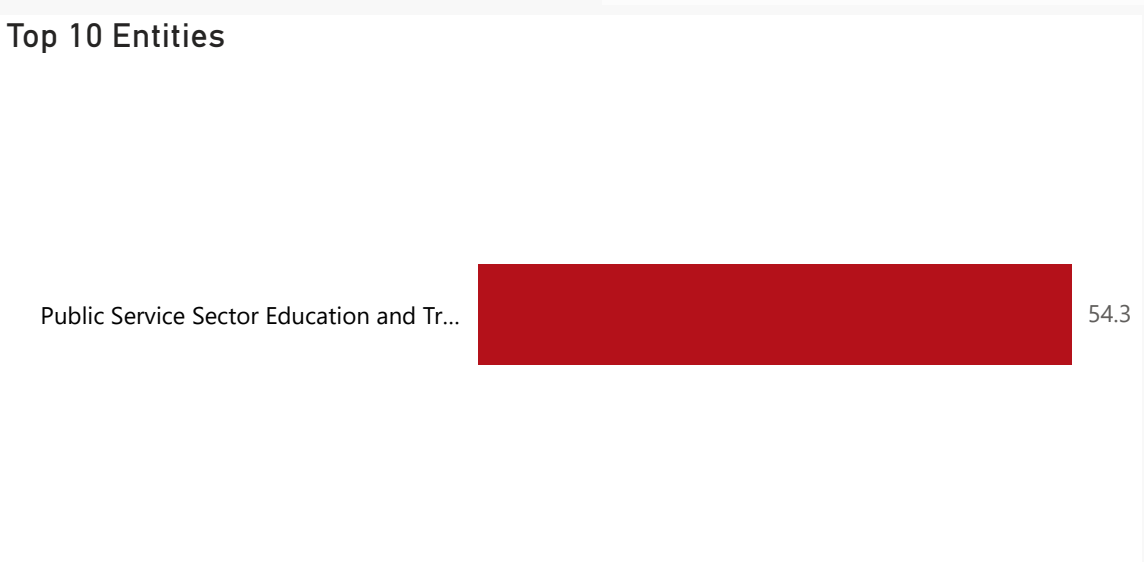 Top 10 Entities
Public Service Sector Education and Tr...
54.3